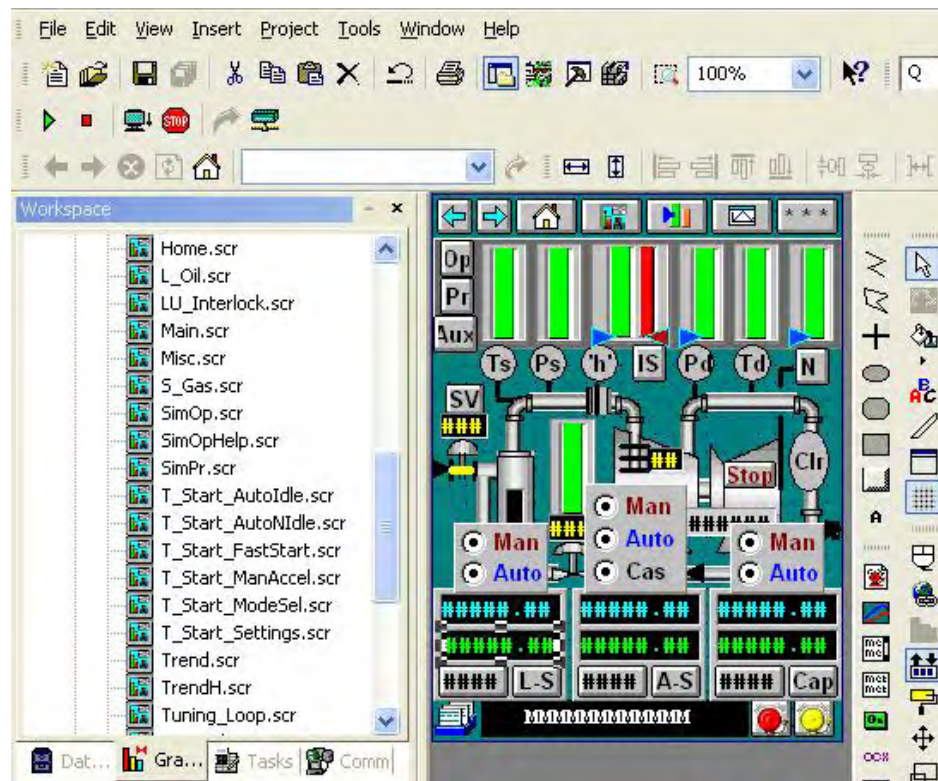 File Edit View Insert Project Tools Window Help
100%
Q
STOP
Workspace
Home.scr
L_Oil.scr
LU_Interlock.scr
Main.scr
Misc.scr
S_Gas.scr
SimOp.scr
SimOpHelp.scr
SimPr.scr
T_Start_AutoIdle.scr
T_Start_AutoNIdle.scr
T_Start_FastStart.scr
T_Start_ManAccel.scr
T_Start_ModeSel.scr
T_Start_Settings.scr
Trend.scr
TrendH.scr
Tuning_Loop.scr
Dat... Gra... Tasks Comm
* * *
Op
Pr
Aux
Ts Ps 'h' IS Pd Td N
SV
###
##
Stop
Clr
###
######
Man
Auto
Man
Auto
Cas
Man
Auto
#####.## #####.## #####.##
#####.## #####.## #####.##
#### L-S #### A-S #### Cap
MMMMMMMMMMMM
A